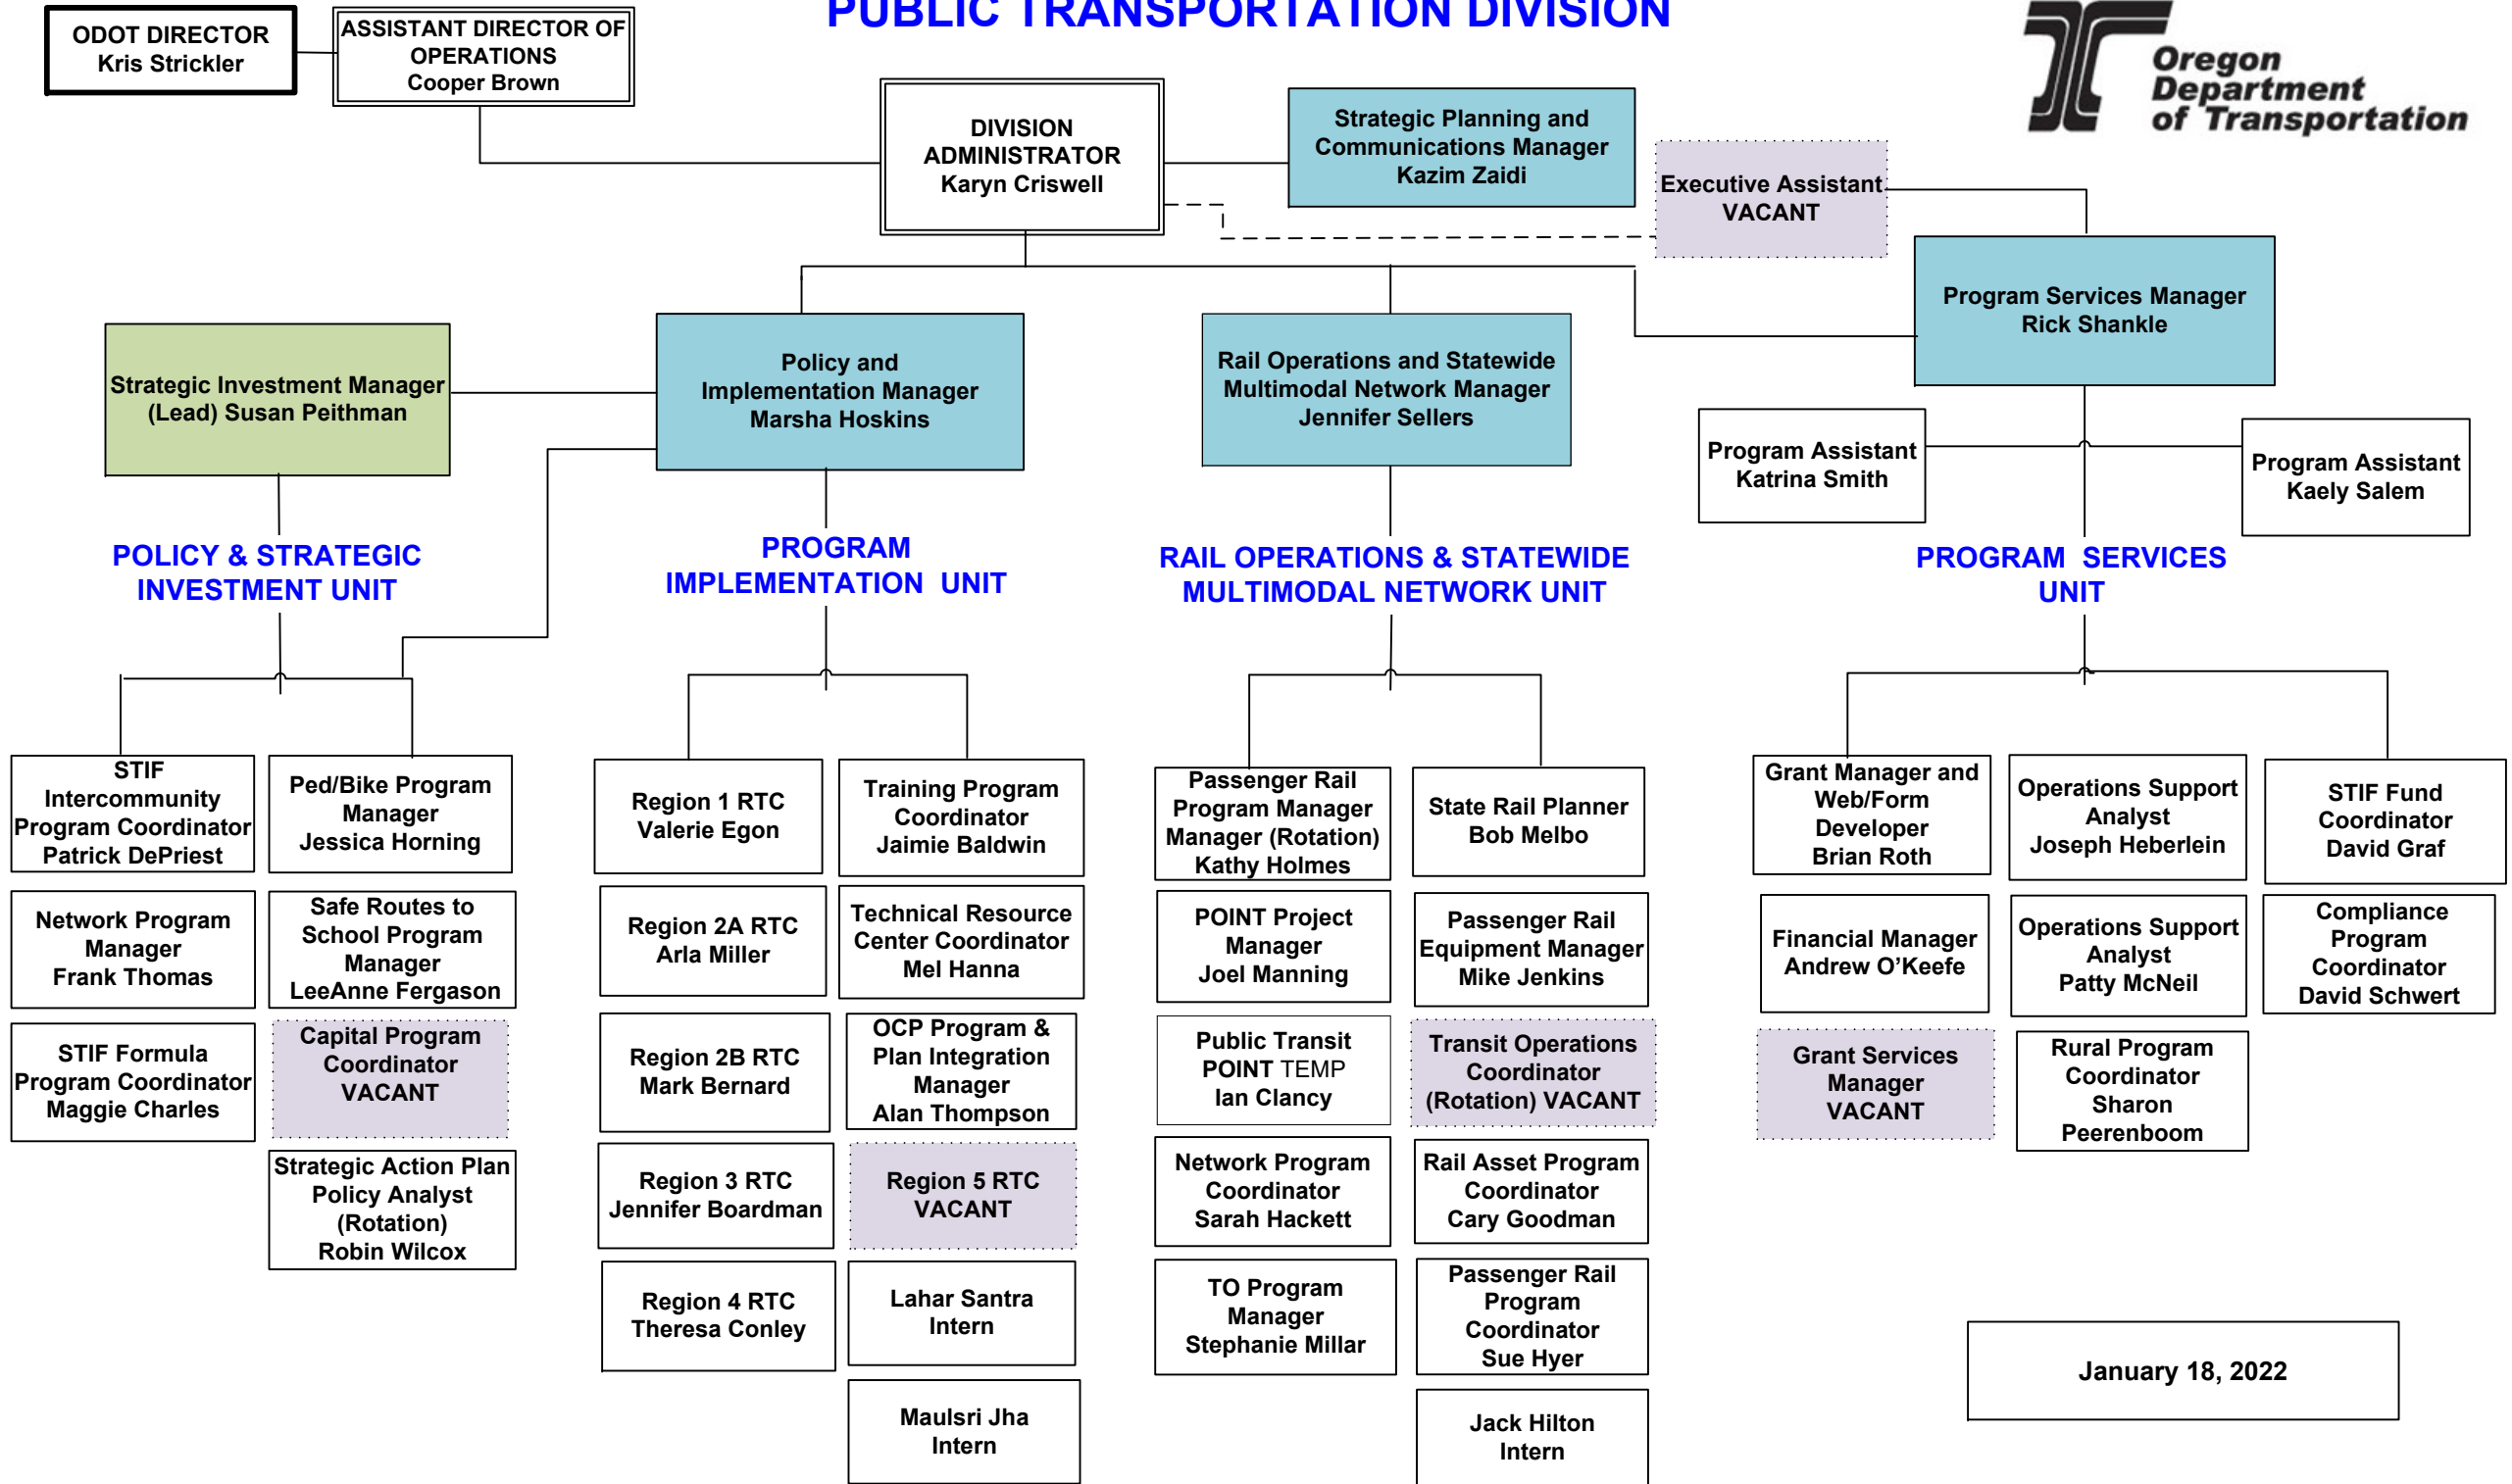 PUBLIC TRANSPORTATION DIVISION
ODOT DIRECTOR
Kris Strickler
ASSISTANT DIRECTOR OF
OPERATIONS
Cooper Brown
DIVISION
ADMINISTRATOR
Karyn Criswell
Strategic Planning and
Communications Manager
Kazim Zaidi
Executive Assistant
VACANT
Oregon
Department
of Transportation
Strategic Investment Manager
(Lead) Susan Peithman
Policy and
Implementation Manager
Marsha Hoskins
Rail Operations and Statewide
Multimodal Network Manager
Jennifer Sellers
Program Services Manager
Rick Shankle
Program Assistant
Katrina Smith
Program Assistant
Kaely Salem
POLICY & STRATEGIC
INVESTMENT UNIT
PROGRAM
IMPLEMENTATION UNIT
RAIL OPERATIONS & STATEWIDE
MULTIMODAL NETWORK UNIT
PROGRAM SERVICES
UNIT
STIF
Intercommunity
Program Coordinator
Patrick DePriest
Network Program
Manager
Frank Thomas
STIF Formula
Program Coordinator
Maggie Charles
Ped/Bike Program
Manager
Jessica Horning
Safe Routes to
School Program
Manager
LeeAnne Fergason
Capital Program
Coordinator
VACANT
Strategic Action Plan
Policy Analyst
(Rotation)
Robin Wilcox
Region 1 RTC
Valerie Egon
Region 2A RTC
Arla Miller
Region 2B RTC
Mark Bernard
Region 3 RTC
Jennifer Boardman
Region 4 RTC
Theresa Conley
Training Program
Coordinator
Jaimie Baldwin
Technical Resource
Center Coordinator
Mel Hanna
OCP Program &
Plan Integration
Manager
Alan Thompson
Region 5 RTC
VACANT
Lahar Santra
Intern
Maulsri Jha
Intern
Passenger Rail
Program Manager
Manager (Rotation)
Kathy Holmes
POINT Project
Manager
Joel Manning
Public Transit
POINT TEMP
Ian Clancy
Network Program
Coordinator
Sarah Hackett
TO Program
Manager
Stephanie Millar
State Rail Planner
Bob Melbo
Passenger Rail
Equipment Manager
Mike Jenkins
Transit Operations
Coordinator
(Rotation) VACANT
Rail Asset Program
Coordinator
Cary Goodman
Passenger Rail
Program
Coordinator
Sue Hyer
Jack Hilton
Intern
Grant Manager and
Web/Form
Developer
Brian Roth
Financial Manager
Andrew O’Keefe
Grant Services
Manager
VACANT
Operations Support
Analyst
Joseph Heberlein
Operations Support
Analyst
Patty McNeil
Rural Program
Coordinator
Sharon
Peerenboom
STIF Fund
Coordinator
David Graf
Compliance
Program
Coordinator
David Schwert
January 18, 2022